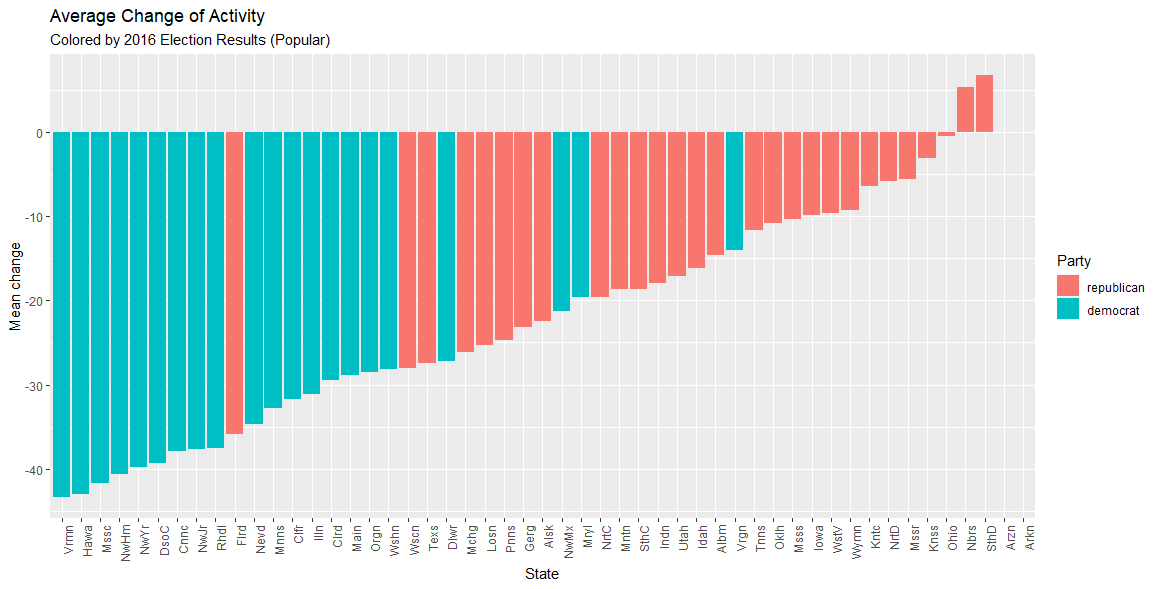 Average Change of Activity
Colored by 2016 Election Results (Popular)
Mean change
0
-10
-20
-30
-40
Vrmn
Hawa
Mssc
NwHm
NwYr
DsoC
Cnnc
NwJr
Rhdl
Flrd
Nevd
Mnns
Clfr
Illn
Clrd
Main
Orgn
Wshn
Wscn
Texs
Dlwr
Mchg
Losn
Pnns
Gerg
Alsk
NwMx
Mryl
NrtC
Mntn
SthC
Indn
Utah
Idah
Albm
Vrgn
Tnns
Oklh
Msss
Iowa
WstV
Wymn
Kntc
NrtD
Mssr
Knss
Ohio
Nbrs
SthD
Arzn
Arkn
State
Party
republican
democrat